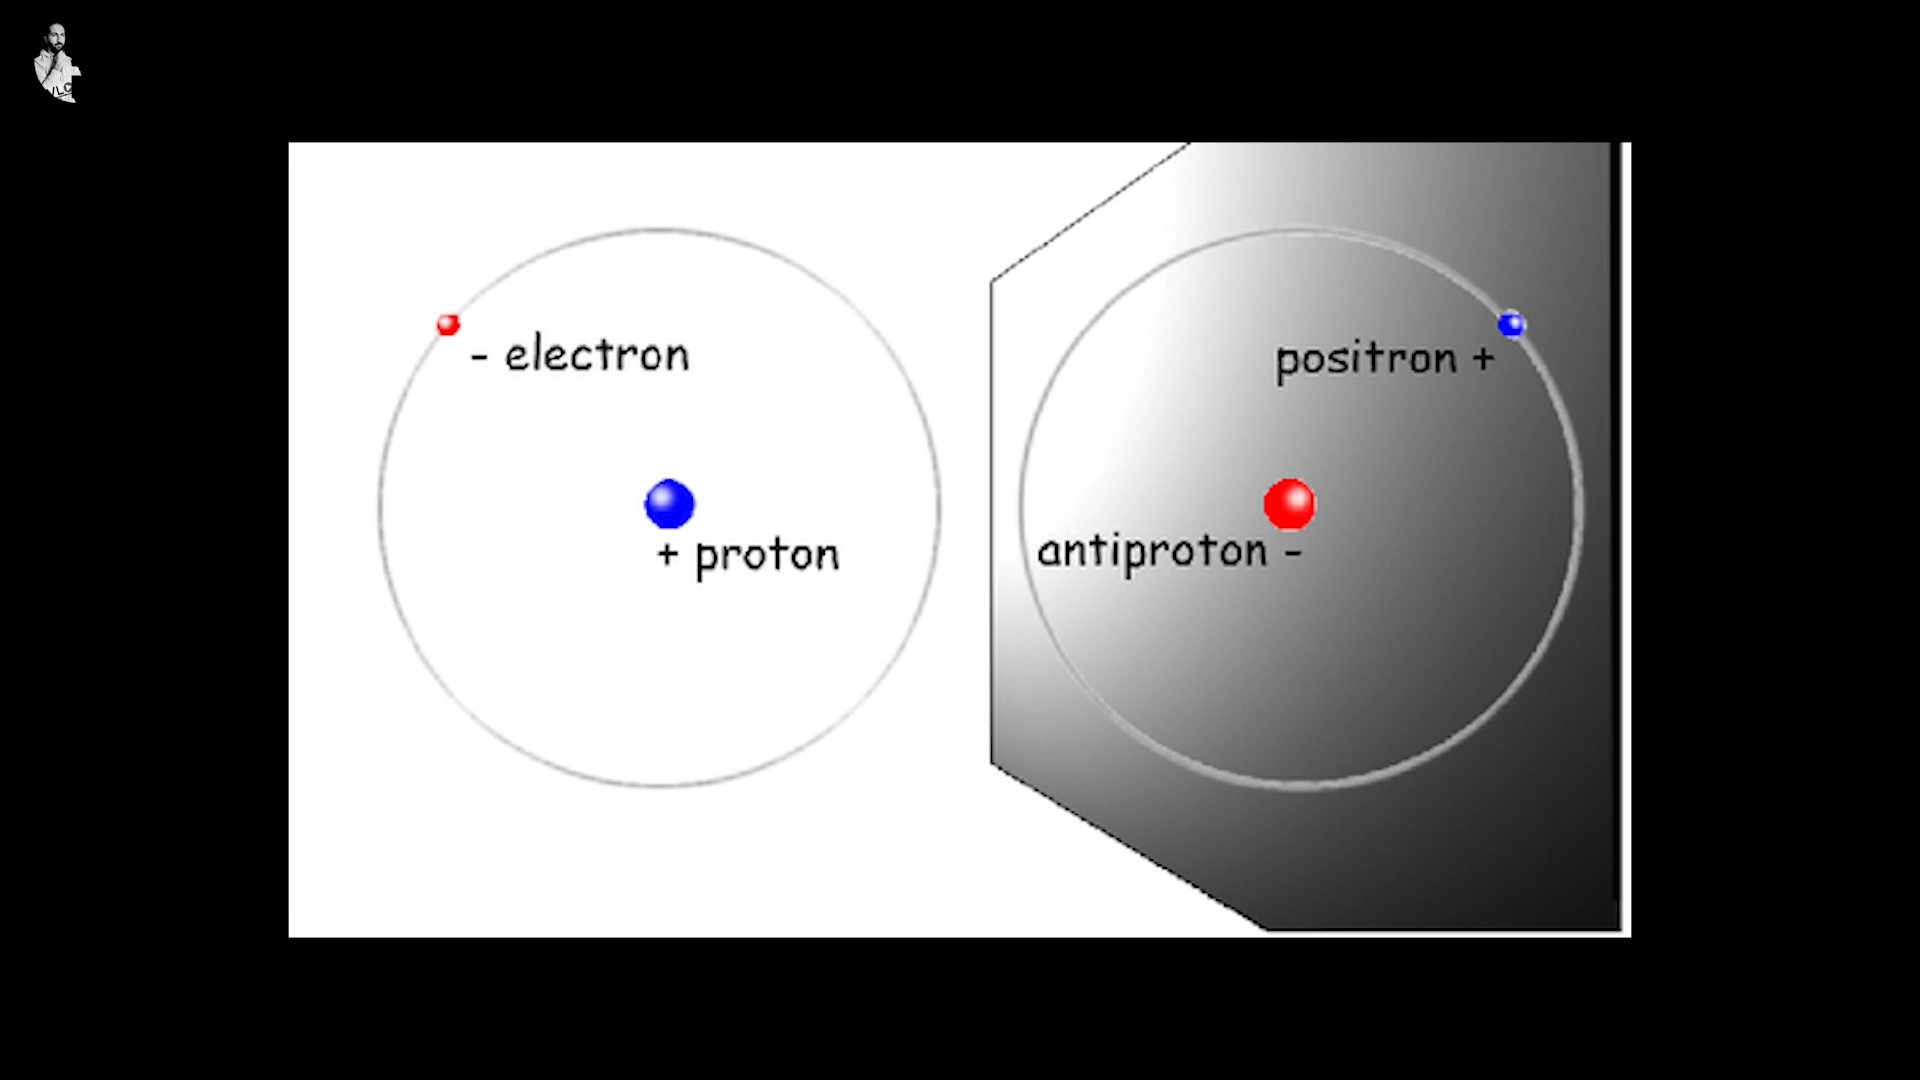 - electron
positron +
+ proton
antiproton -